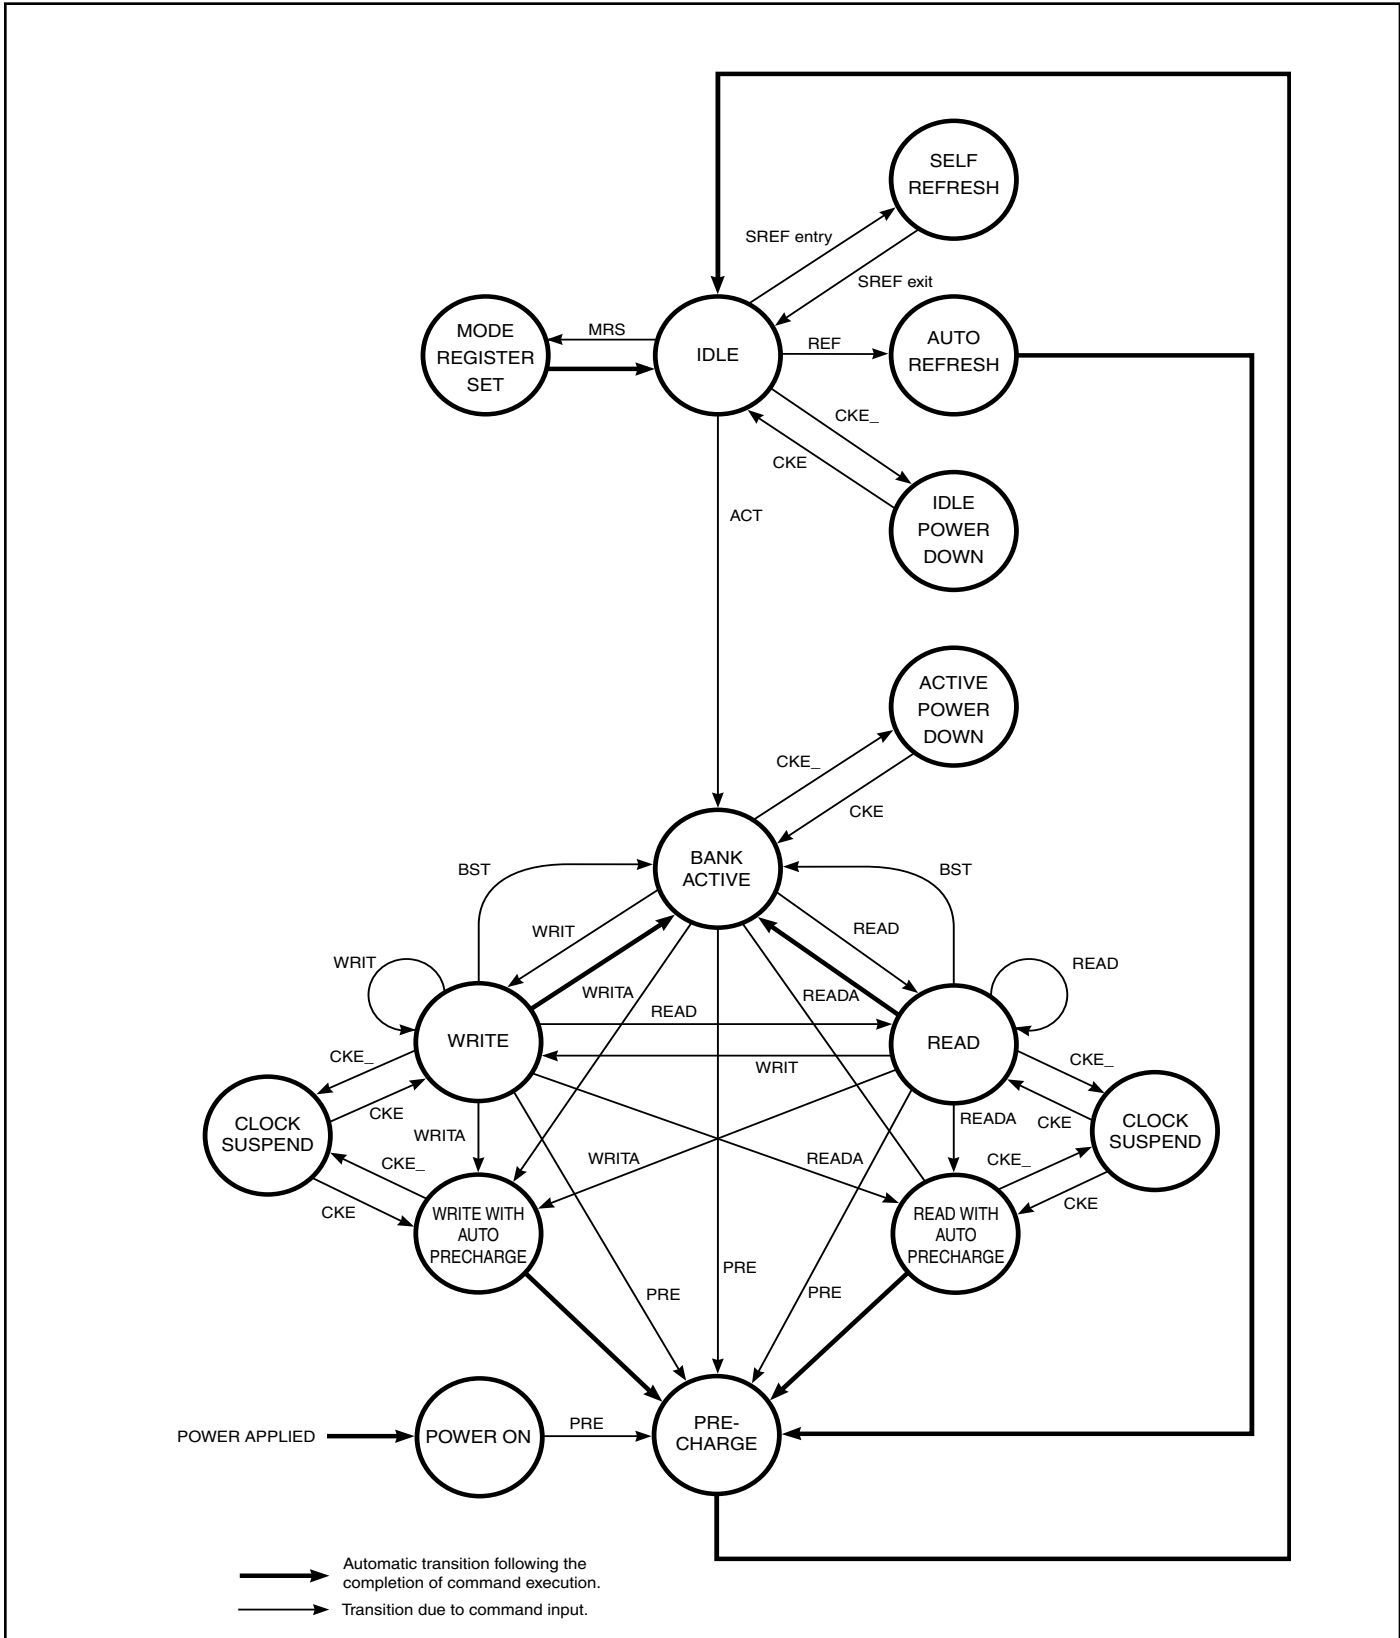 SELF
REFRESH
SREF entry
SREF exit
MODE
REGISTER
SET
MRS
IDLE
REF
AUTO
REFRESH
CKE_
CKE
IDLE
POWER
DOWN
ACT
ACTIVE
POWER
DOWN
CKE_
CKE
BANK
ACTIVE
BST
BST
WRIT
READ
WRIT
READ
WRITA
READA
READ
WRITE
READ
WRIT
CKE_
CKE_
CKE
CKE
CLOCK
SUSPEND
CLOCK
SUSPEND
WRITA
READA
CKE_
WRITA
READA
CKE_
CKE
CKE
WRITE WITH
AUTO
PRECHARGE
READ WITH
AUTO
PRECHARGE
PRE
PRE
PRE
POWER APPLIED
POWER ON
PRE
PRE-
CHARGE
Automatic transition following the
completion of command execution.
Transition due to command input.